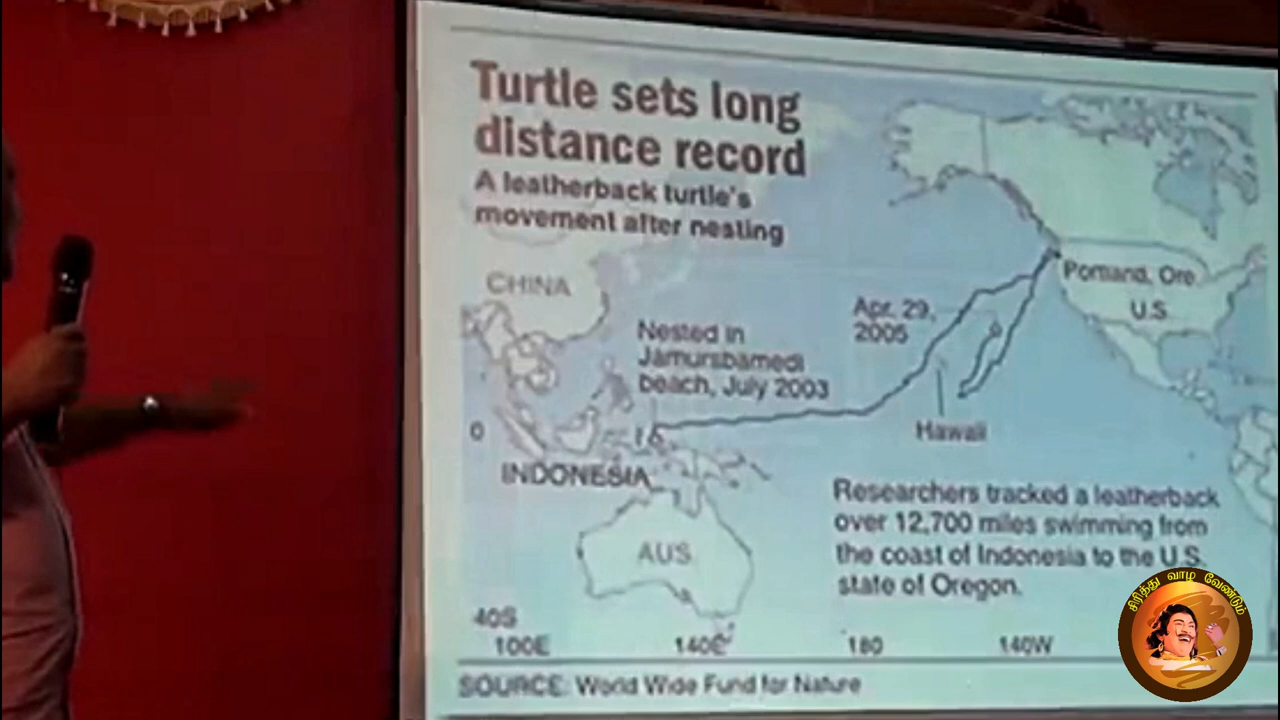 Turtle sets long
distance record
A leatherback turtle's
movement after nesting
CHINA
Portland, Ore
U.S.
Apr. 29,
2005
Nested in
Jamursbamedi
beach, July 2003
0
Hawaii
INDONESIA
AUS
Researchers tracked a leatherback
over 12,700 miles swimming from
the coast of Indonesia to the U.S.
state of Oregon.
40S
100E 140E 180 140W
SOURCE: World Wide Fund for Nature
சிரித்து வாழ வேண்டும்